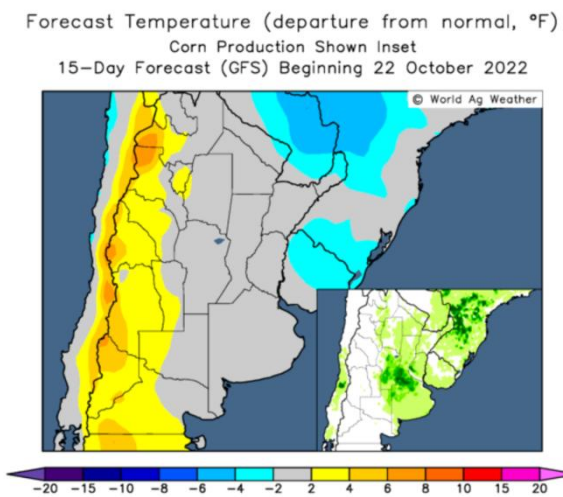 Forecast Temperature (departure from normal, °F)
Corn Production Shown Inset
15-Day Forecast (GFS) Beginning 22 October 2022
© World Ag Weather
-20 -15 -10 -8 -6 -4 -2 2 4 6 8 10 15 20